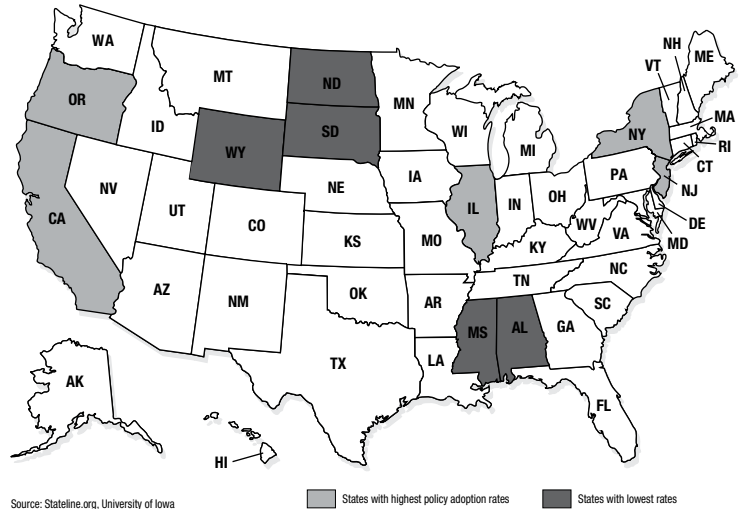 WA
MT
ND
MN
OR
ID
SD
WY
WI
MI
NH
VT
ME
MA
NY
RI
CT
NJ
PA
DE
MD
NE
IA
NV
UT
CO
IL
IN
OH
WV
VA
CA
KS
MO
KY
NC
TN
SC
AZ
NM
OK
AR
MS
AL
GA
TX
LA
FL
AK
HI
Source: Stateline.org, University of Iowa
States with highest policy adoption rates
States with lowest rates